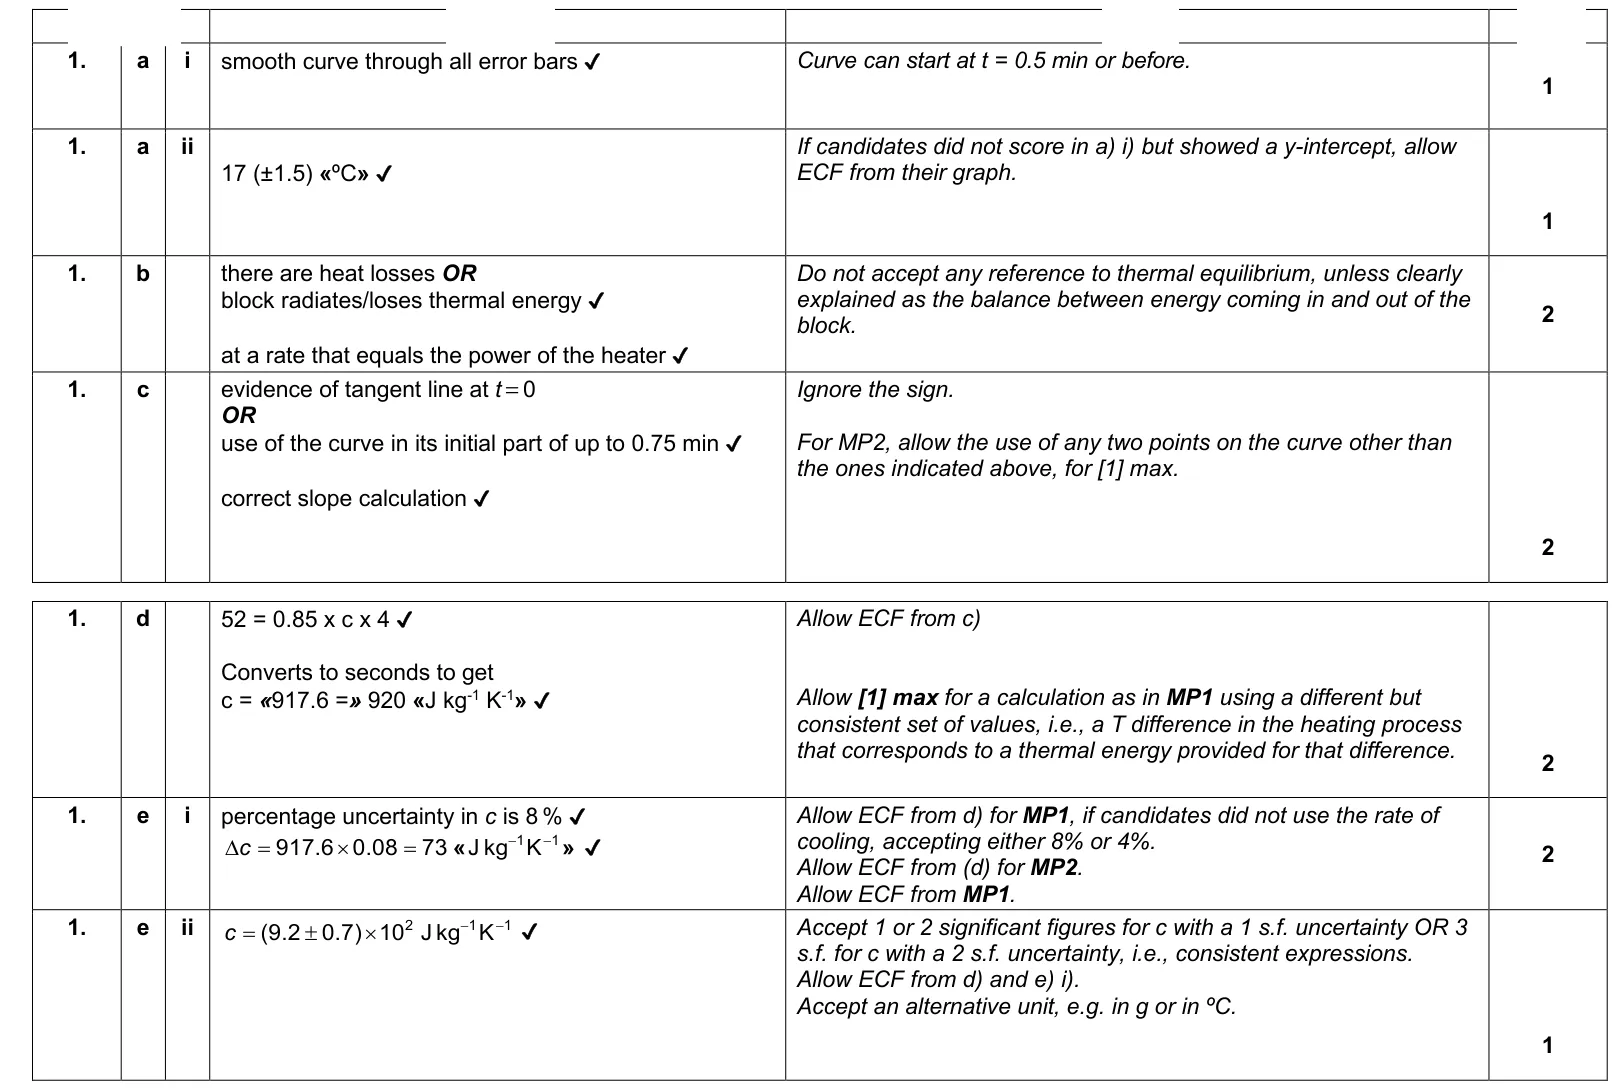 1. a i smooth curve through all error bars ✔ Curve can start at t = 0.5 min or before.
1
1. a ii If candidates did not score in a) i) but showed a y-intercept, allow
17 (±1.5) «ºC» ✔ ECF from their graph.
1
1. b there are heat losses OR Do not accept any reference to thermal equilibrium, unless clearly
block radiates/loses thermal energy ✔ explained as the balance between energy coming in and out of the
block.
2
at a rate that equals the power of the heater ✔
1. c evidence of tangent line at t = 0 Ignore the sign.
OR
use of the curve in its initial part of up to 0.75 min ✔ For MP2, allow the use of any two points on the curve other than
the ones indicated above, for [1] max.
correct slope calculation ✔
2
1. d 52 = 0.85 x c x 4 ✔ Allow ECF from c)
Converts to seconds to get
c = «917.6 =» 920 «J kg⁻¹ K⁻¹» ✔ Allow [1] max for a calculation as in MP1 using a different but
consistent set of values, i.e., a T difference in the heating process
that corresponds to a thermal energy provided for that difference.
2
1. e i percentage uncertainty in c is 8 % ✔ Allow ECF from d) for MP1, if candidates did not use the rate of
Δc = 917.6 × 0.08 = 73 «J kg⁻¹ K⁻¹» ✔ cooling, accepting either 8% or 4%.
2
Allow ECF from (d) for MP2.
Allow ECF from MP1.
1. e ii c = (9.2 ± 0.7) × 10² J kg⁻¹ K⁻¹ ✔ Accept 1 or 2 significant figures for c with a 1 s.f. uncertainty OR 3
s.f. for c with a 2 s.f. uncertainty, i.e., consistent expressions.
Allow ECF from d) and e) i).
Accept an alternative unit, e.g. in g or in ºC.
1